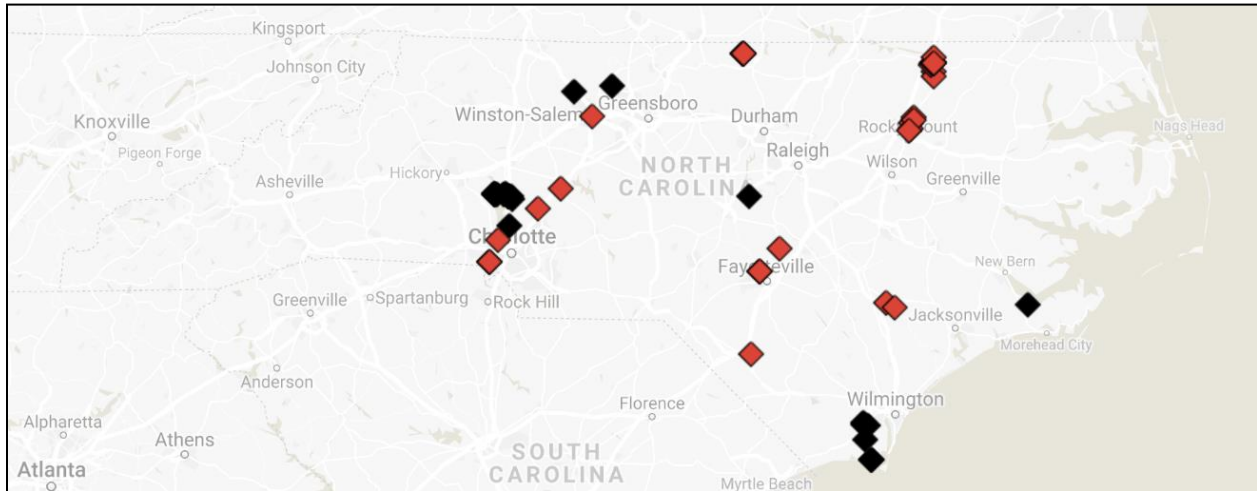 Kingsport
Johnson City
Knoxville
Pigeon Forge
Asheville
Hickory
Winston-Salem
Greensboro
Durham
Raleigh
Rocky Mount
Wilson
Greenville
Nags Head
NORTH
CAROLINA
Charlotte
Fayetteville
New Bern
Greenville
Spartanburg
Rock Hill
Jacksonville
Morehead City
Anderson
Florence
Wilmington
Alpharetta
Athens
Atlanta
SOUTH
CAROLINA
Myrtle Beach